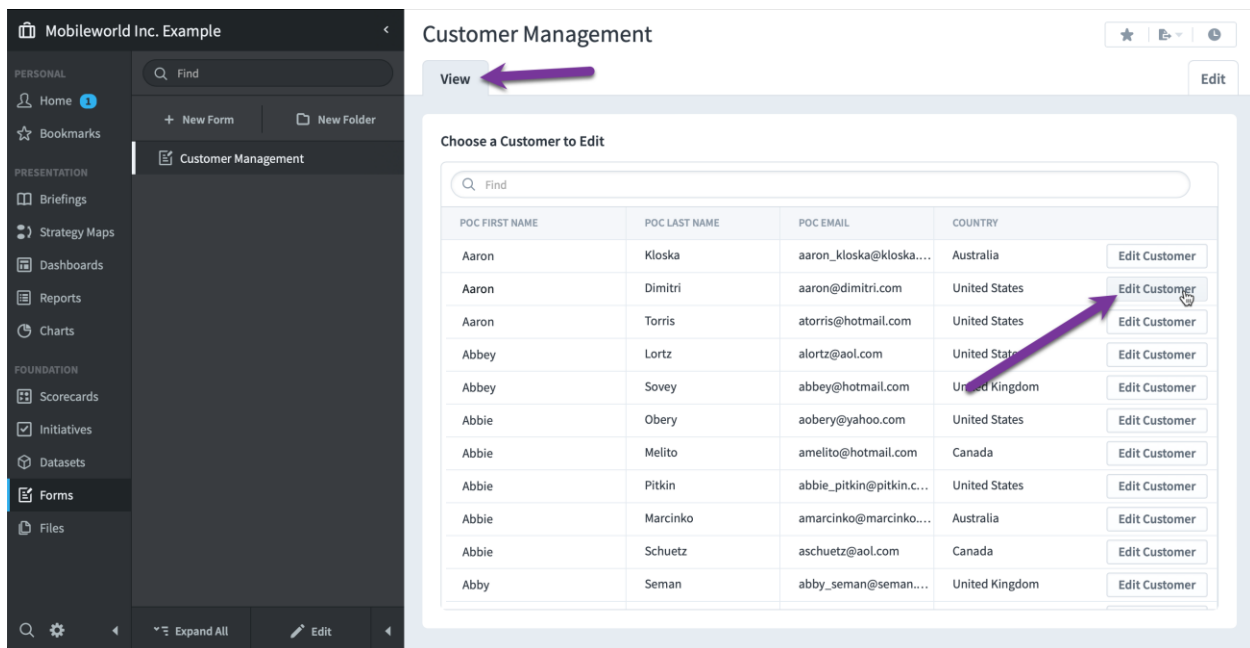 Mobileworld Inc. Example
PERSONAL
Home 1
Bookmarks
PRESENTATION
Briefings
Strategy Maps
Dashboards
Reports
Charts
FOUNDATION
Scorecards
Initiatives
Datasets
Forms
Files
Find
+ New Form New Folder
Customer Management
Expand All Edit
Customer Management
View Edit
Choose a Customer to Edit
Find
POC FIRST NAME POC LAST NAME POC EMAIL COUNTRY
Aaron Kloska aaron_kloska@kloska.... Australia Edit Customer
Aaron Dimitri aaron@dimitri.com United States Edit Customer
Aaron Torris atorris@hotmail.com United States Edit Customer
Abbey Lortz alortz@aol.com United States Edit Customer
Abbey Sovey abbey@hotmail.com United Kingdom Edit Customer
Abbie Obery aobery@yahoo.com United States Edit Customer
Abbie Melito amelito@hotmail.com Canada Edit Customer
Abbie Pitkin abbie_pitkin@pitkin.c... United States Edit Customer
Abbie Marcinko amarcinko@marcinko.... Australia Edit Customer
Abbie Schuetz aschuetz@aol.com Canada Edit Customer
Abby Seman abby_seman@seman.... United Kingdom Edit Customer